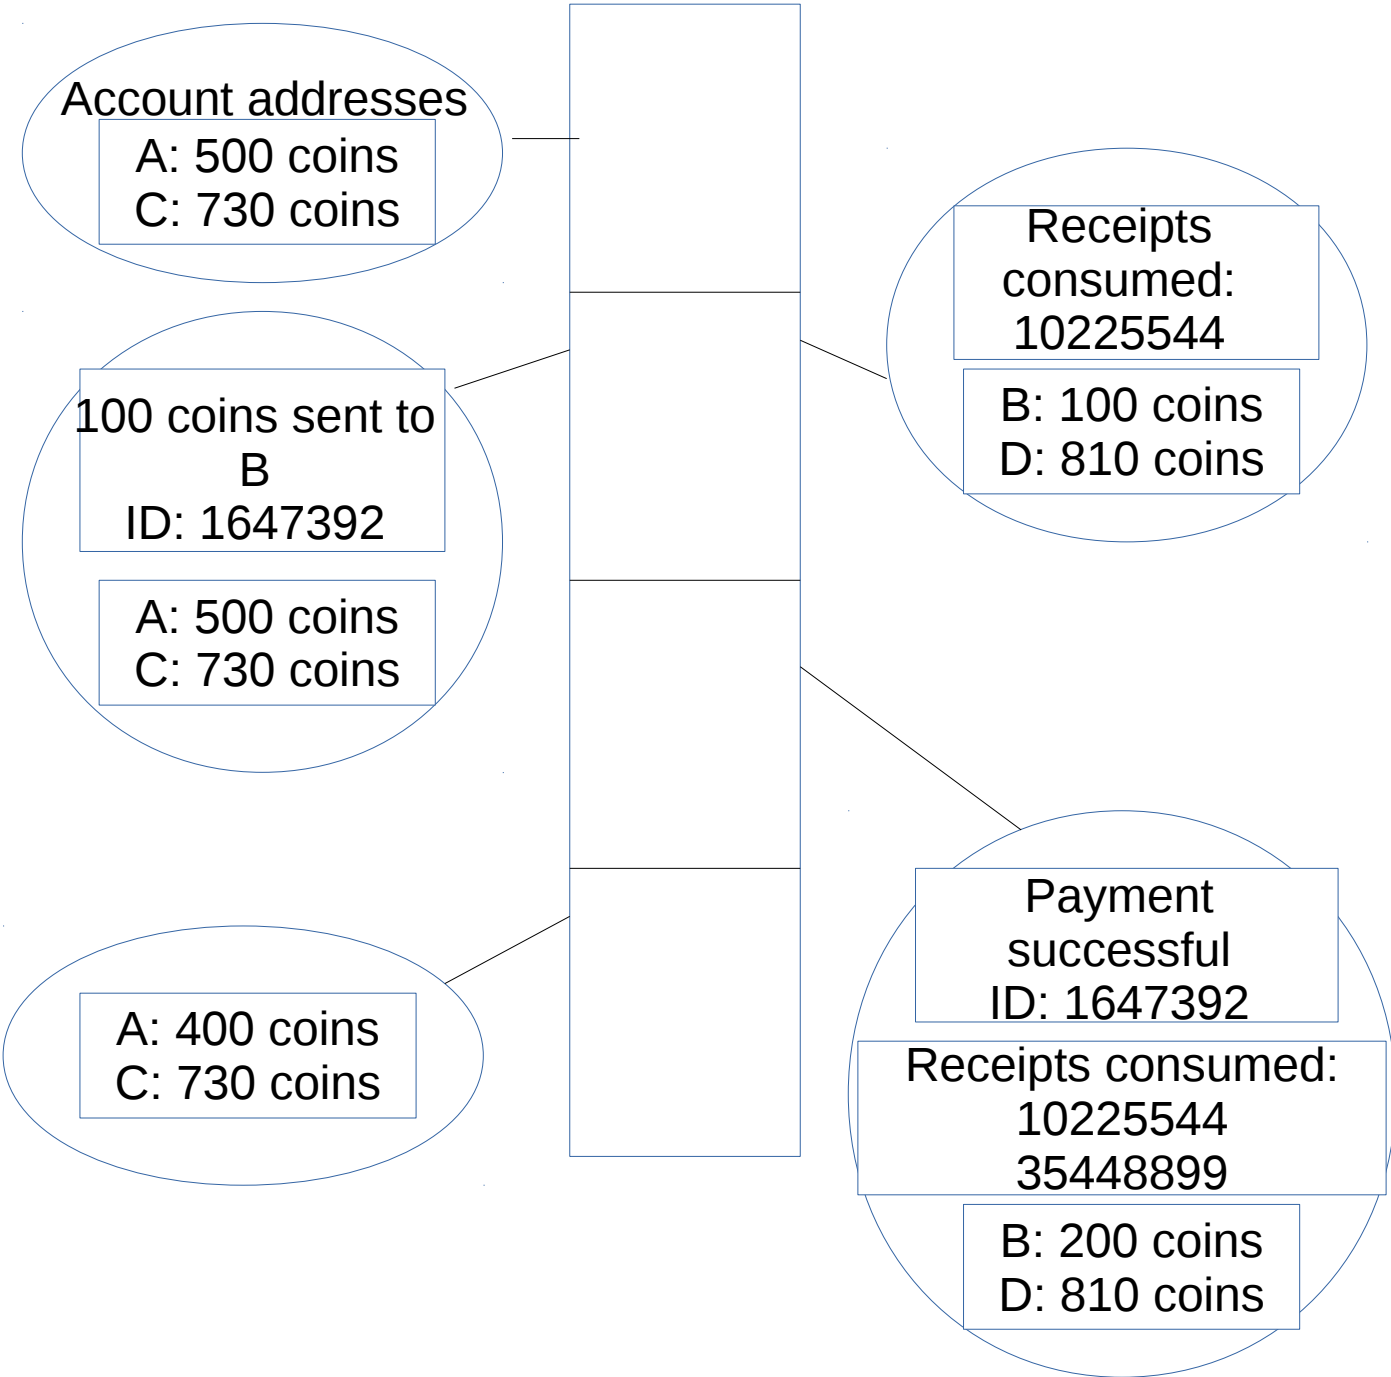 Account addresses
A: 500 coins
C: 730 coins
Receipts
consumed:
10225544
B: 100 coins
D: 810 coins
100 coins sent to
B
ID: 1647392
A: 500 coins
C: 730 coins
Payment
successful
ID: 1647392
Receipts consumed:
10225544
35448899
B: 200 coins
D: 810 coins
A: 400 coins
C: 730 coins